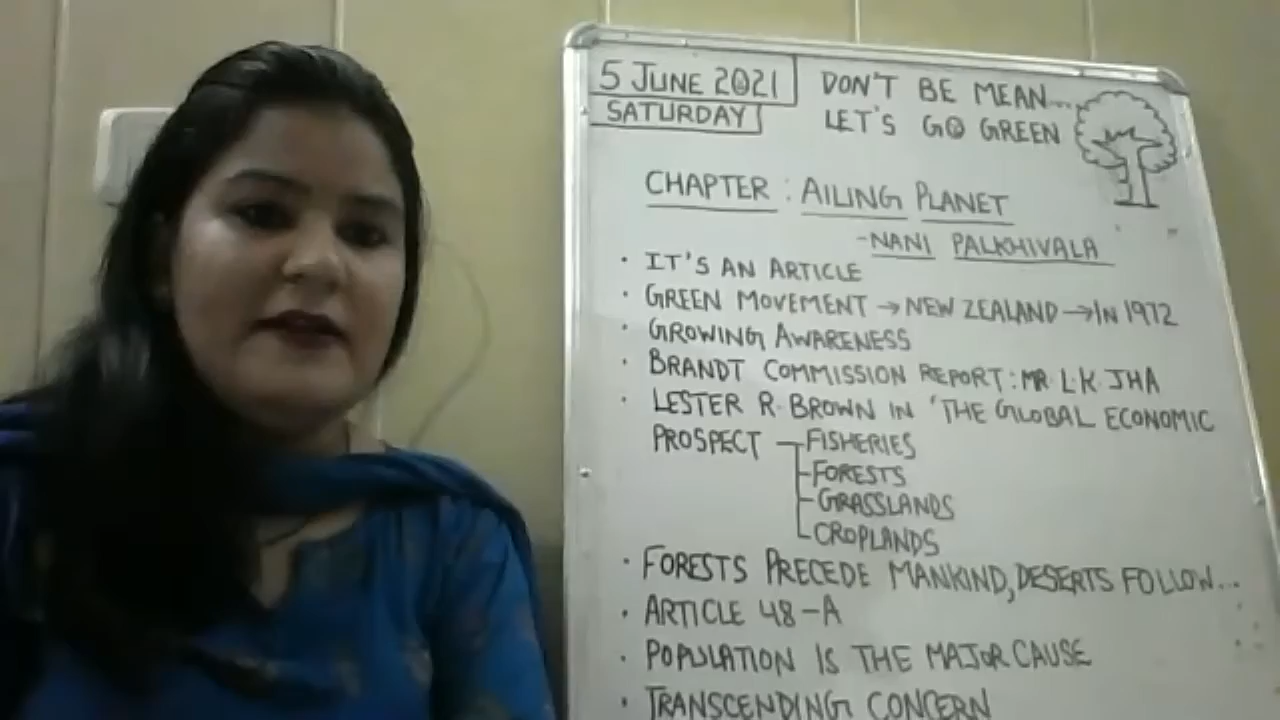 5 JUNE 2021
SATURDAY
DON'T BE MEAN...
LET'S GO GREEN
CHAPTER : AILING PLANET
-NANI PALKHIVALA
• IT'S AN ARTICLE
• GREEN MOVEMENT → NEW ZEALAND → IN 1972
• GROWING AWARENESS
• BRANDT COMMISSION REPORT : MR. L.K. JHA
• LESTER R. BROWN IN 'THE GLOBAL ECONOMIC
PROSPECT - FISHERIES
- FORESTS
- GRASSLANDS
- CROPLANDS
• FORESTS PRECEDE MANKIND, DESERTS FOLLOW...
• ARTICLE 48-A
• POPULATION IS THE MAJOR CAUSE
• TRANSCENDING CONCERN